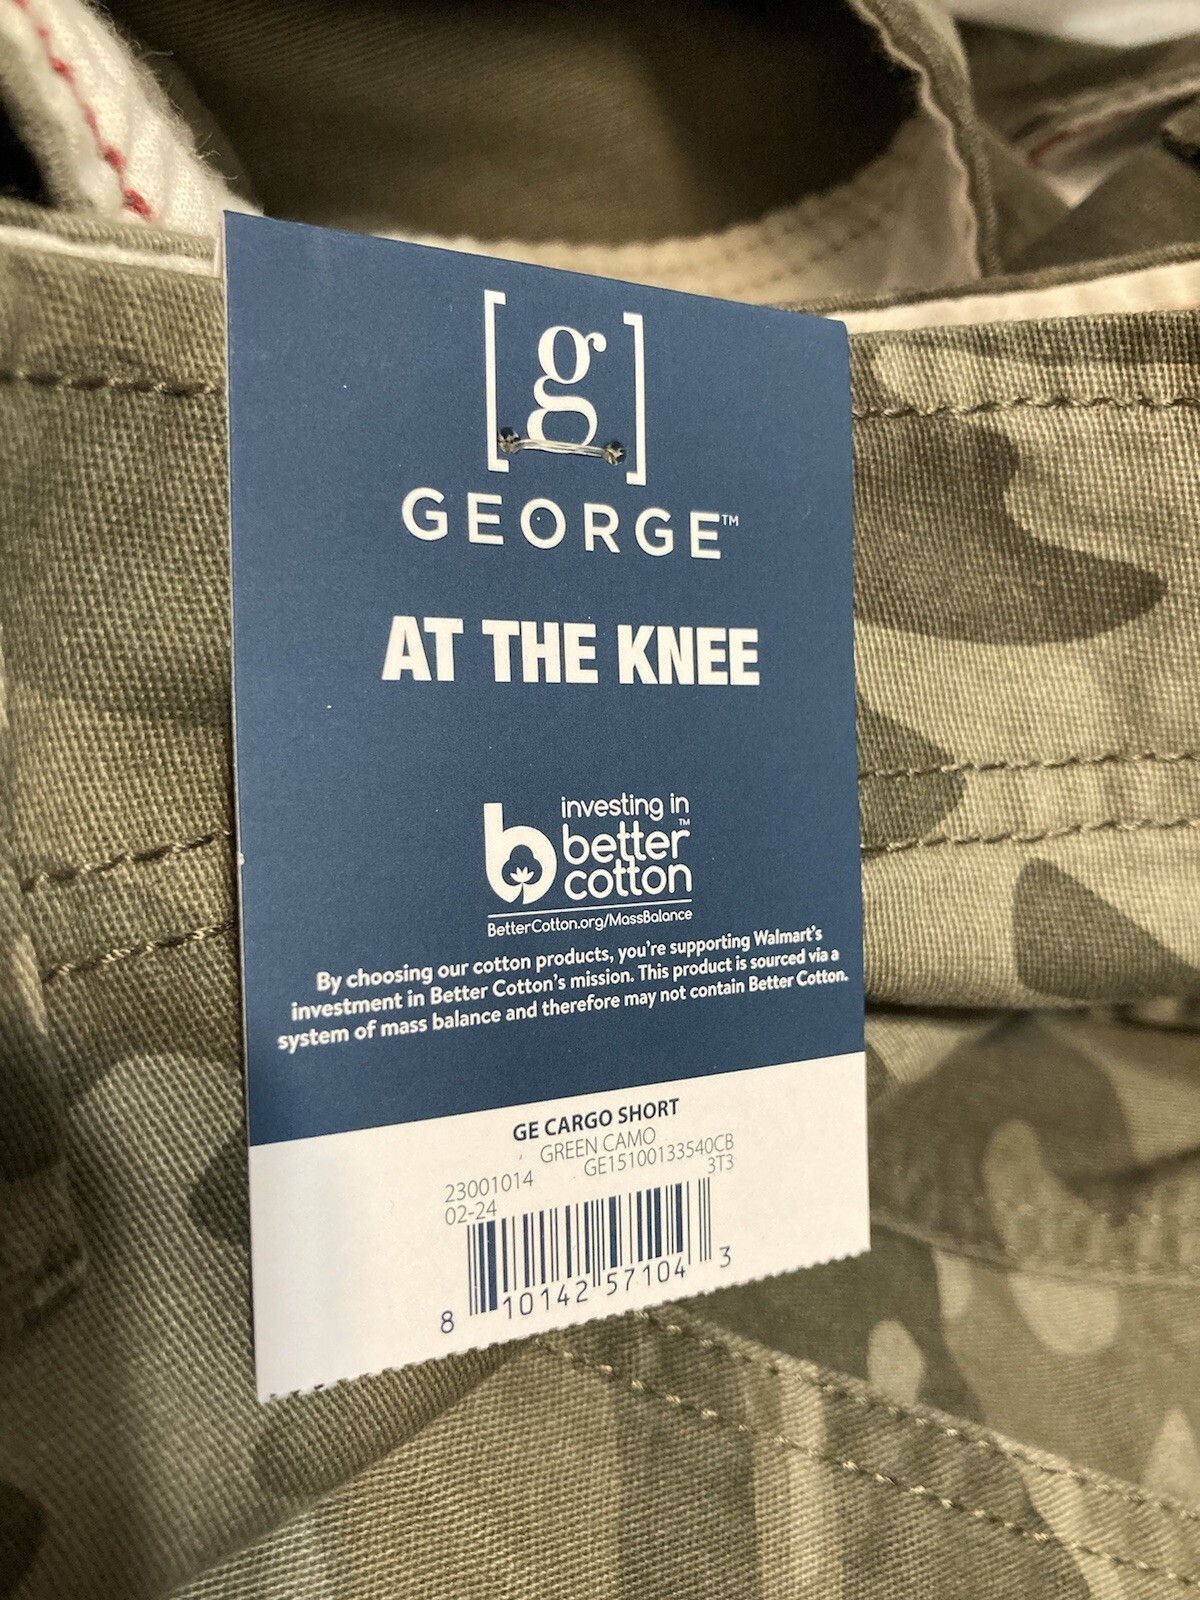 [g]
GEORGE™
AT THE KNEE
investing in
better™
cotton
BetterCotton.org/MassBalance
By choosing our cotton products, you're supporting Walmart's
investment in Better Cotton's mission. This product is sourced via a
system of mass balance and therefore may not contain Better Cotton.
GE CARGO SHORT
GREEN CAMO
23001014 GE15100133540CB
02-24 3T3
8 10142 57104 3